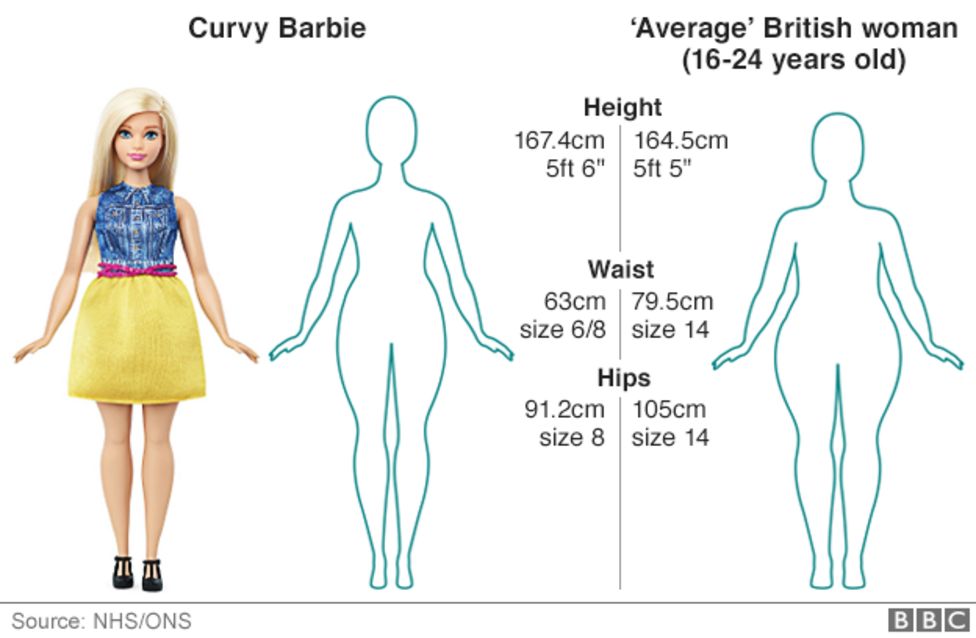 Curvy Barbie
‘Average’ British woman
(16-24 years old)
Height
167.4cm 164.5cm
5ft 6" 5ft 5"
Waist
63cm 79.5cm
size 6/8 size 14
Hips
91.2cm 105cm
size 8 size 14
Source: NHS/ONS
BBC